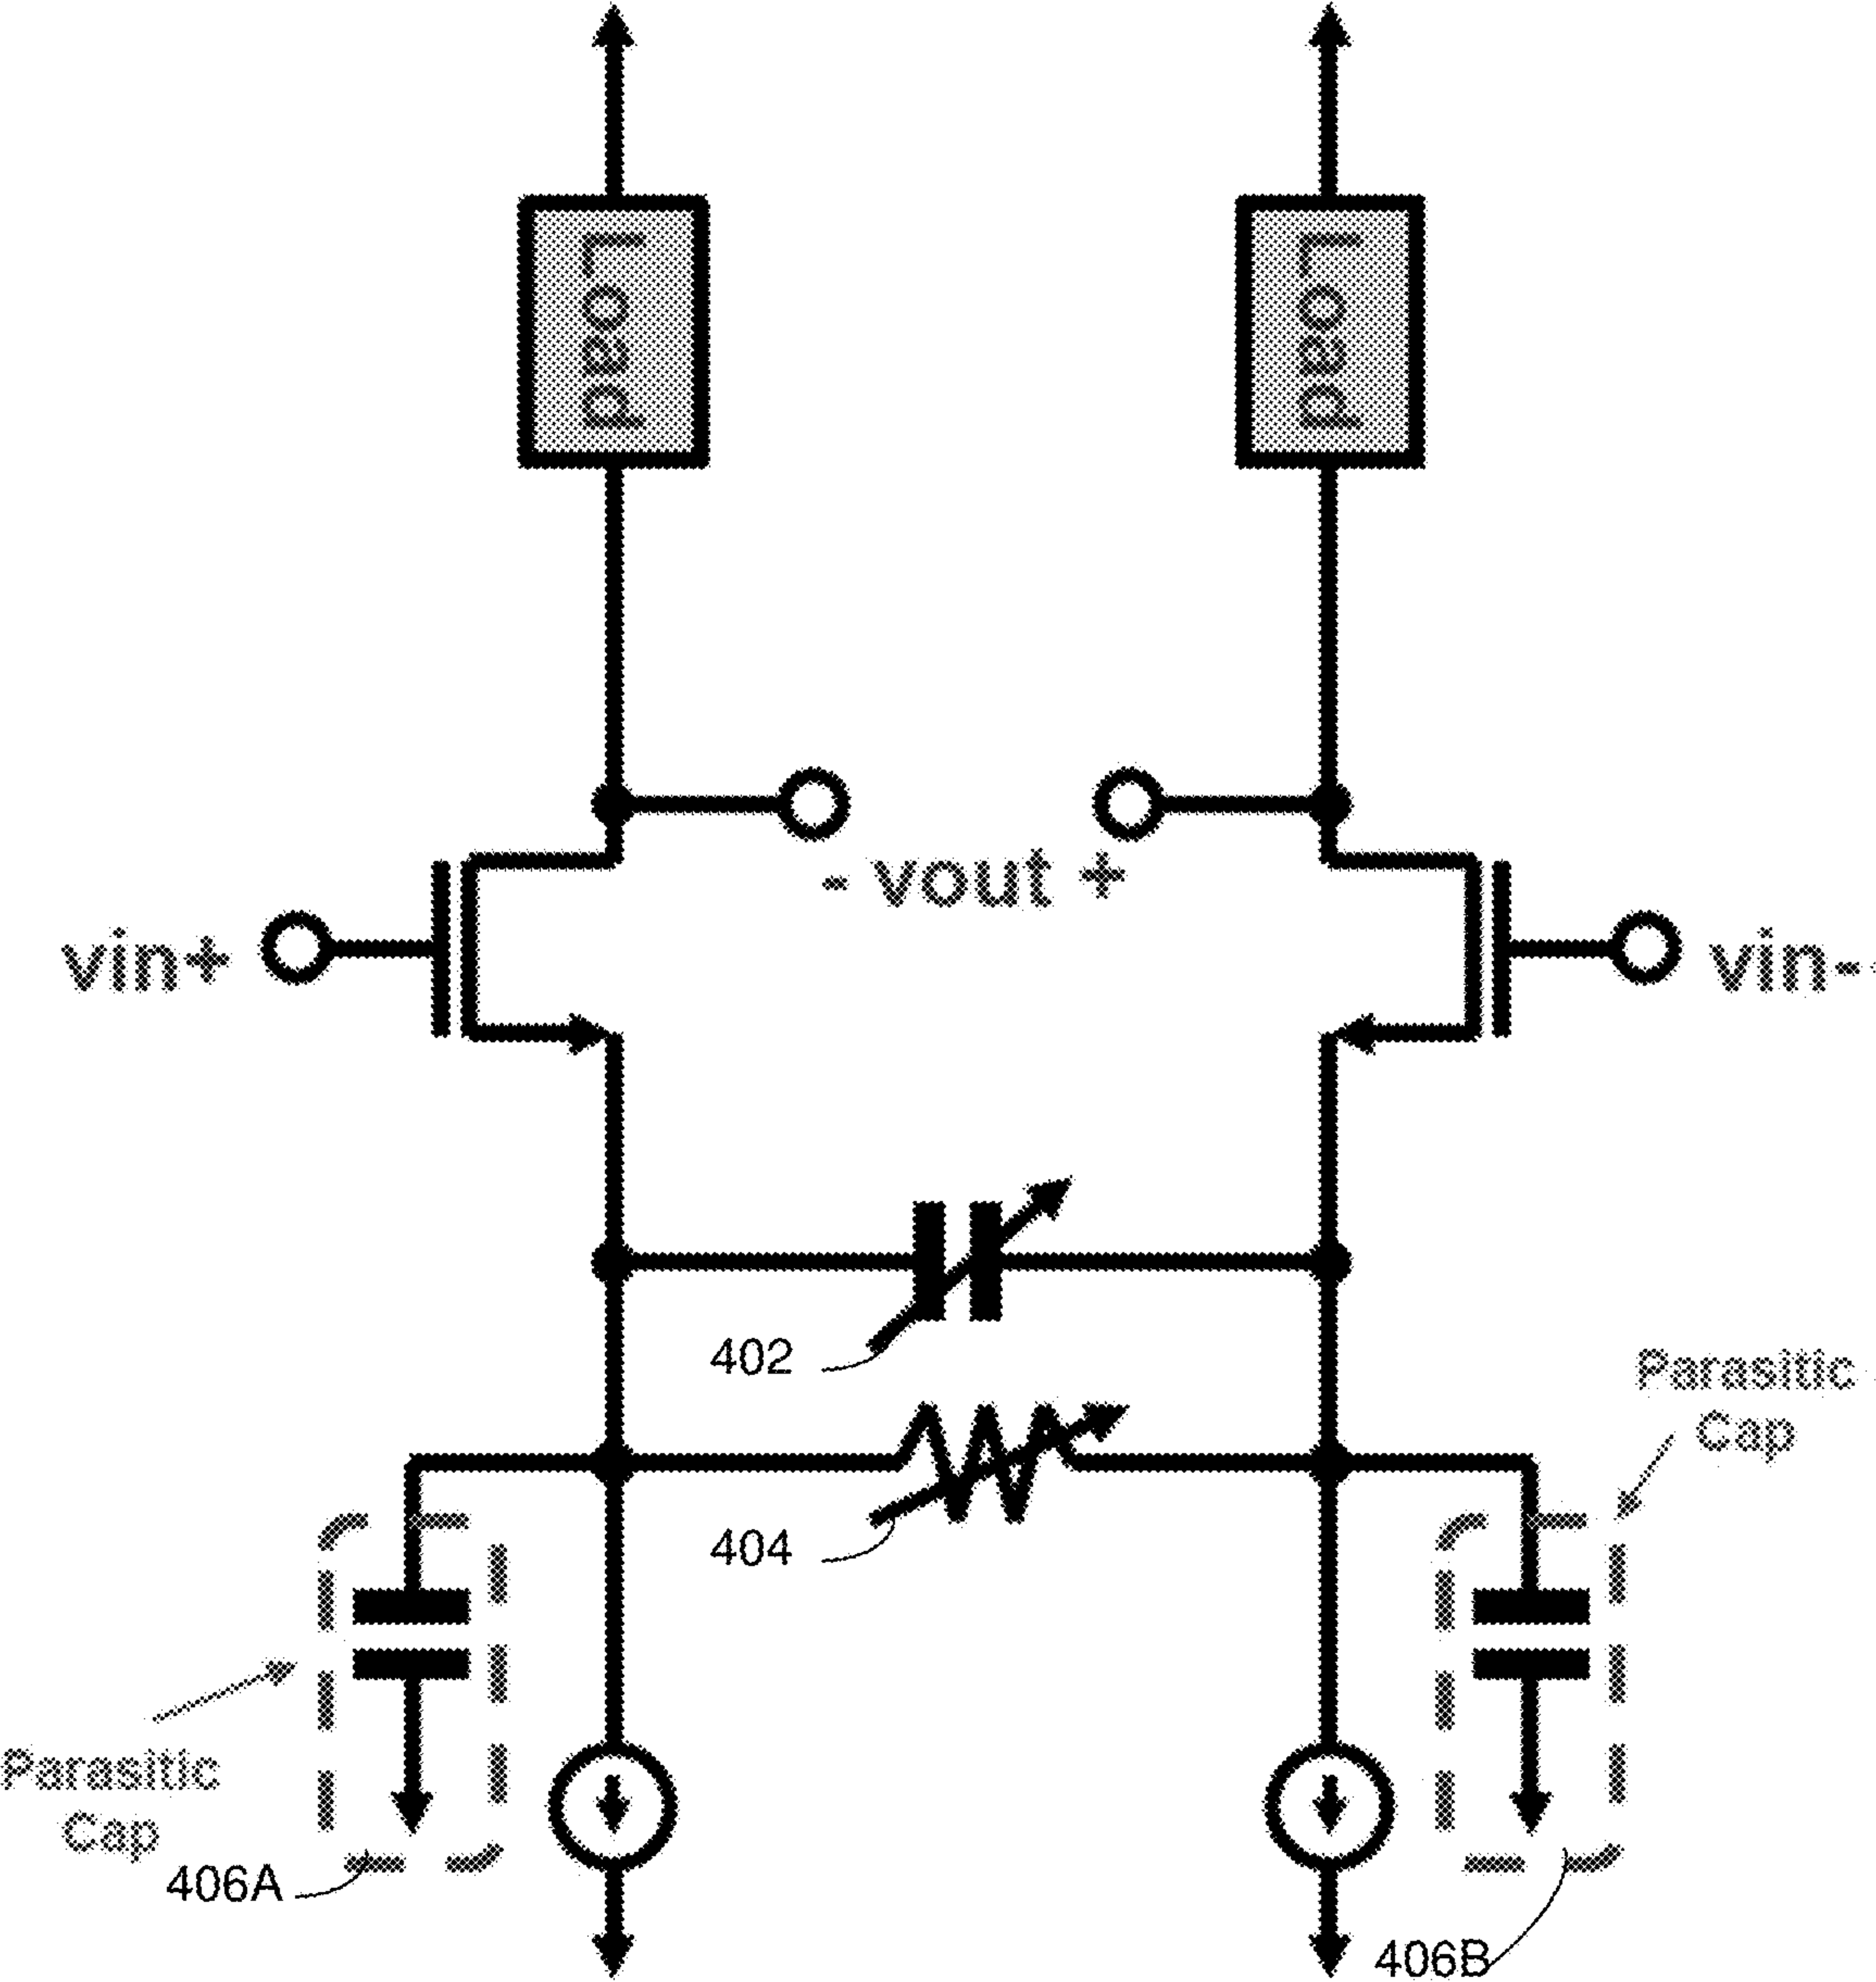 Load
Load
- vout +
vin+
vin-
402
Parasitic
Cap
404
Parasitic
Cap
406A
406B